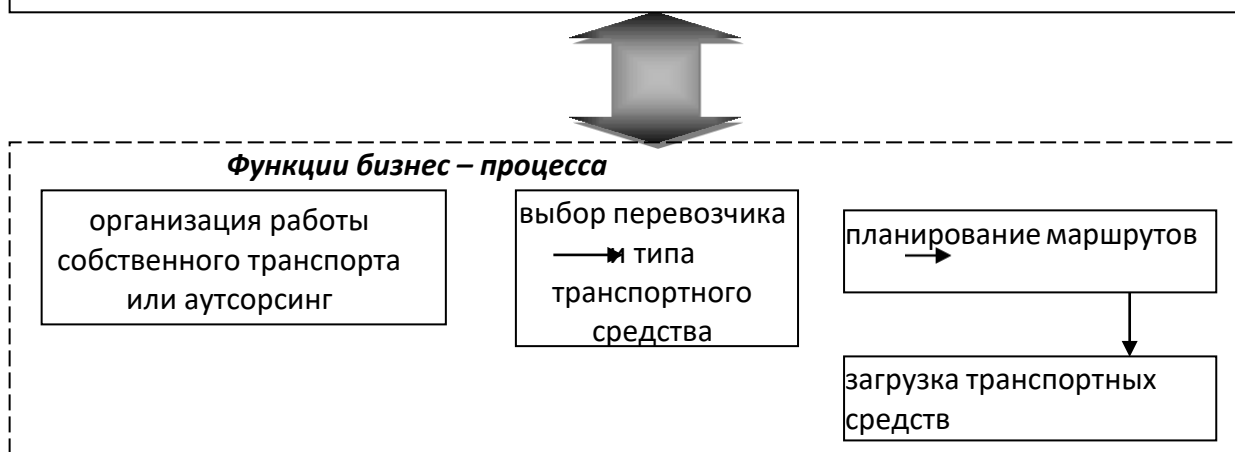 Функции бизнес – процесса
организация работы
собственного транспорта
или аутсорсинг
выбор перевозчика
и типа
транспортного
средства
планирование маршрутов
загрузка транспортных
средств